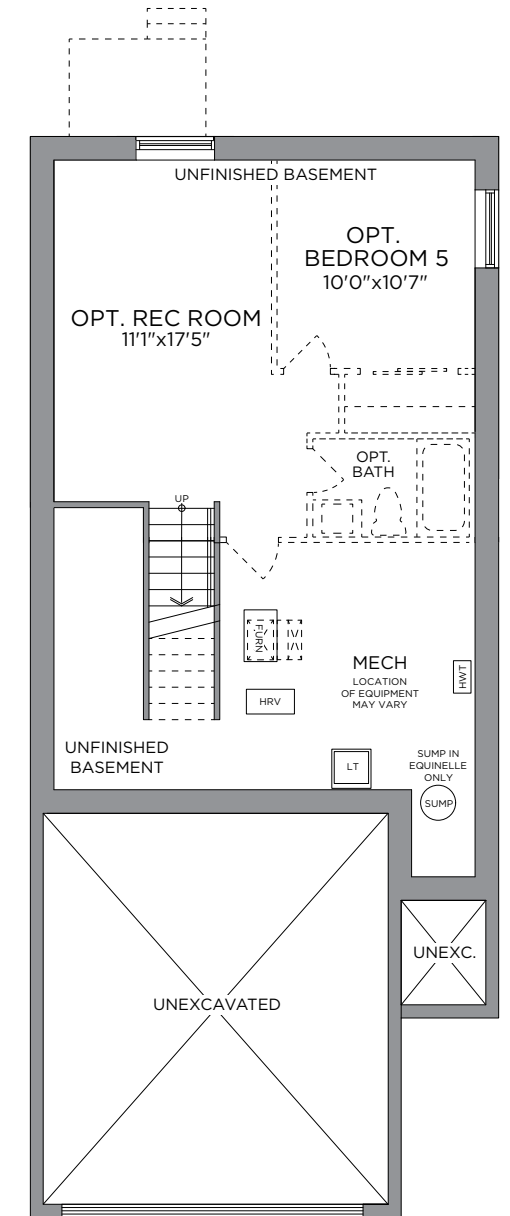 UNFINISHED BASEMENT
OPT.
BEDROOM 5
10'0"x10'7"
OPT. REC ROOM
11'1"x17'5"
OPT.
BATH
UP
FURN
MECH
LOCATION
OF EQUIPMENT
MAY VARY
HWT
HRV
UNFINISHED
BASEMENT
LT
SUMP IN
EQUINELLE
ONLY
SUMP
UNEXC.
UNEXCAVATED